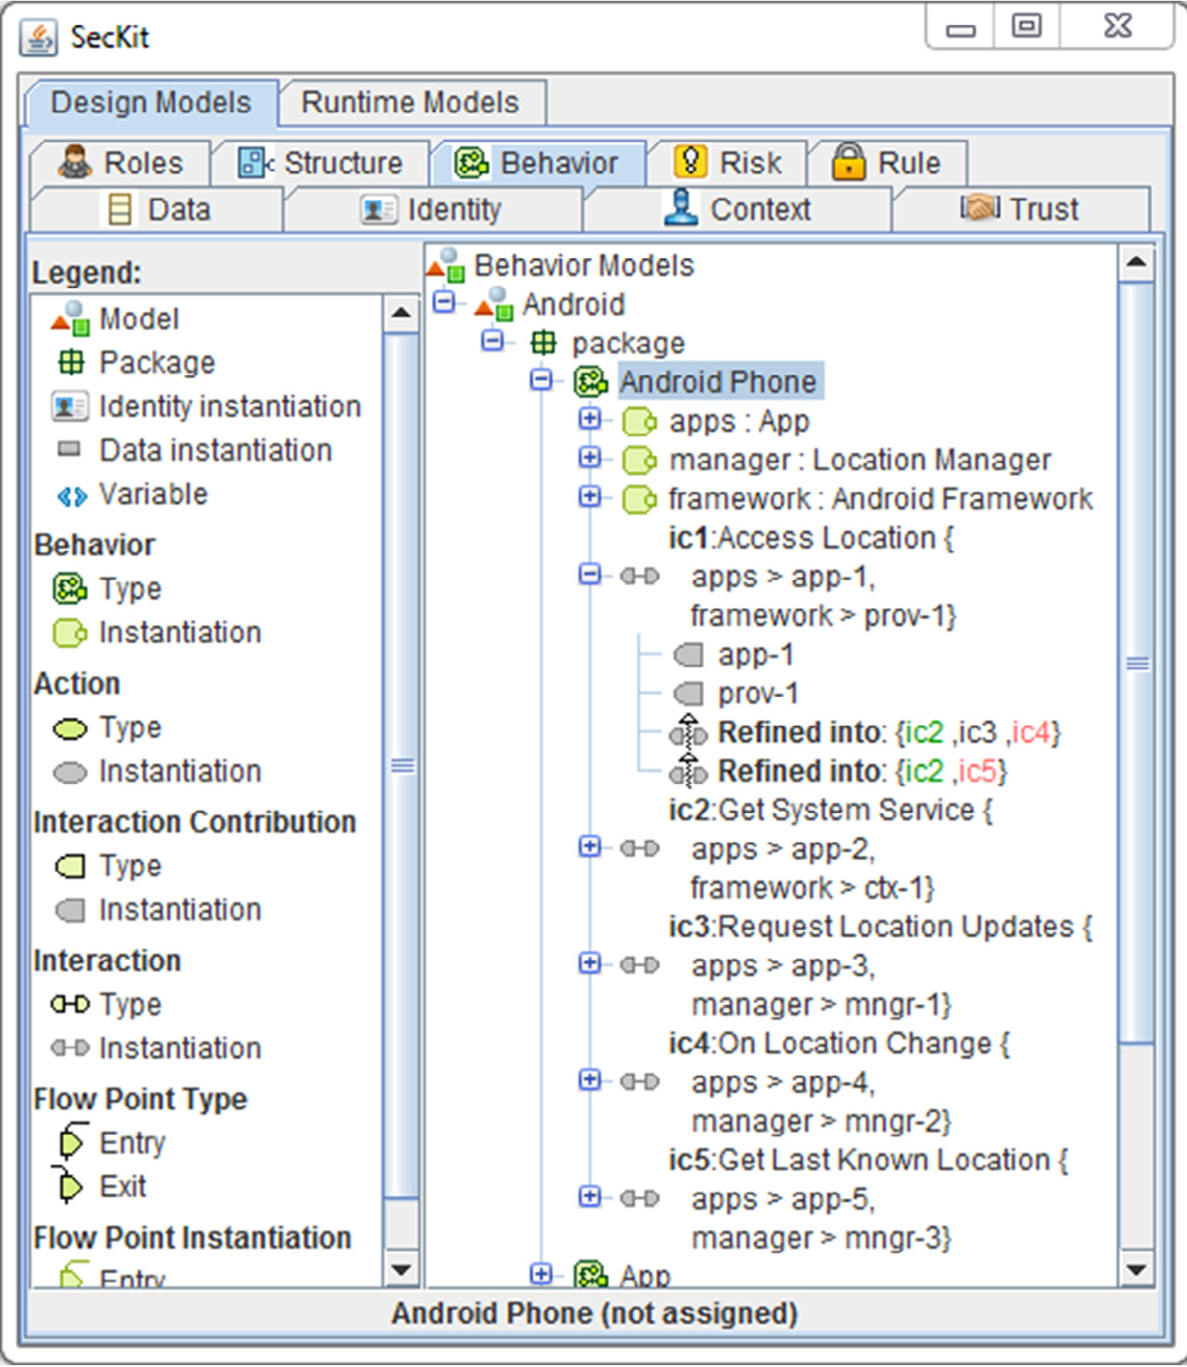 SecKit
Design Models
Runtime Models
Roles
Structure
Behavior
Risk
Rule
Data
Identity
Context
Trust
Legend:
Model
Package
Identity instantiation
Data instantiation
Variable
Behavior
Type
Instantiation
Action
Type
Instantiation
Interaction Contribution
Type
Instantiation
Interaction
Type
Instantiation
Flow Point Type
Entry
Exit
Flow Point Instantiation
Entry
Behavior Models
Android
package
Android Phone
apps : App
manager : Location Manager
framework : Android Framework
ic1:Access Location {
apps > app-1,
framework > prov-1}
app-1
prov-1
Refined into: {ic2 ,ic3 ,ic4}
Refined into: {ic2 ,ic5}
ic2:Get System Service {
apps > app-2,
framework > ctx-1}
ic3:Request Location Updates {
apps > app-3,
manager > mngr-1}
ic4:On Location Change {
apps > app-4,
manager > mngr-2}
ic5:Get Last Known Location {
apps > app-5,
manager > mngr-3}
App
Android Phone (not assigned)